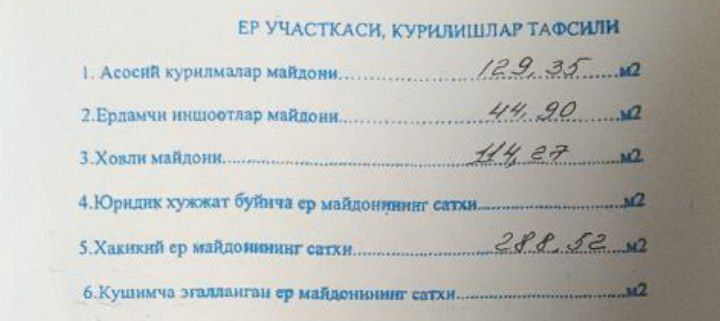 ЕР УЧАСТКАСИ, КУРИЛИШЛАР ТАФСИЛИ
1. Асосий курилмалар майдони....................129,35.....м2
2.Ердамчи иншоотлар майдони....................44,90.......м2
3.Ховли майдони....................114,27..........м2
4.Юридик хужжат буйича ер майдонининг сатхи....................м2
5.Хакикий ер майдонининг сатхи....................288.52...м2
6.Кушимча эгалланган ер майдонининг сатхи....................м2